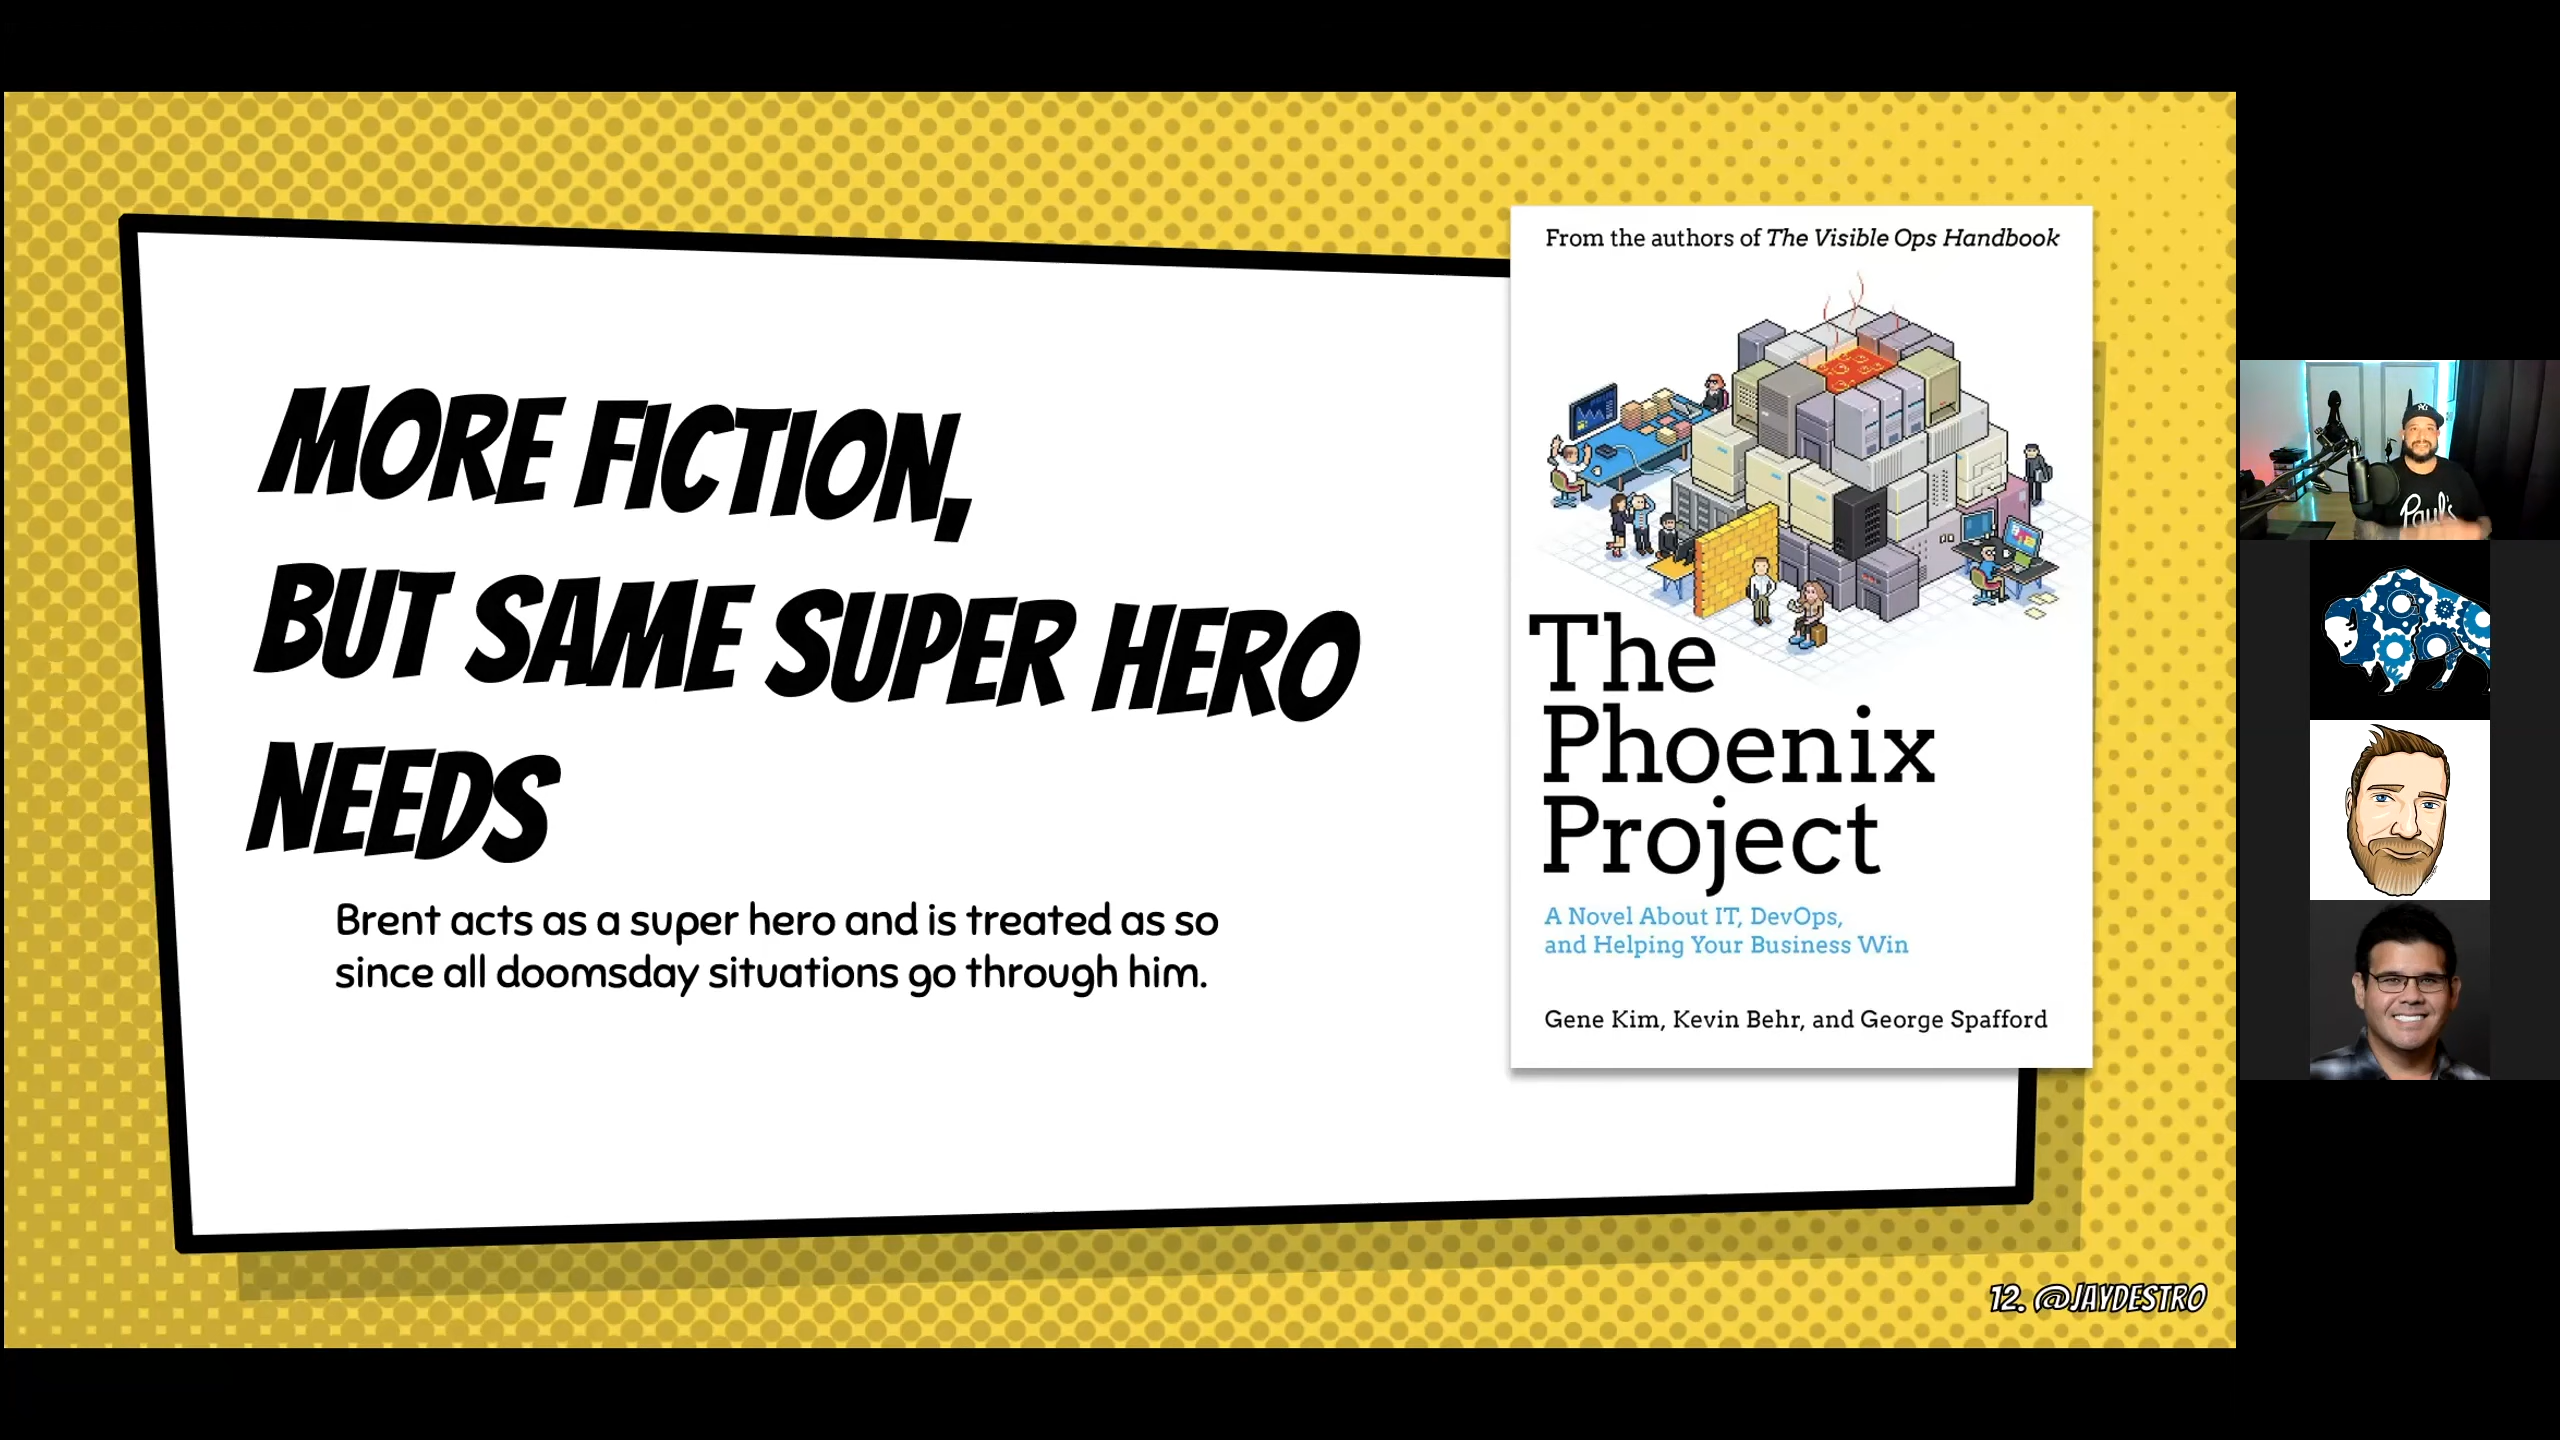 MORE FICTION,
BUT SAME SUPER HERO
NEEDS
Brent acts as a super hero and is treated as so
since all doomsday situations go through him.
From the authors of The Visible Ops Handbook
The
Phoenix
Project
A Novel About IT, DevOps,
and Helping Your Business Win
Gene Kim, Kevin Behr, and George Spafford
12. @JAYDESTRO
Paul's